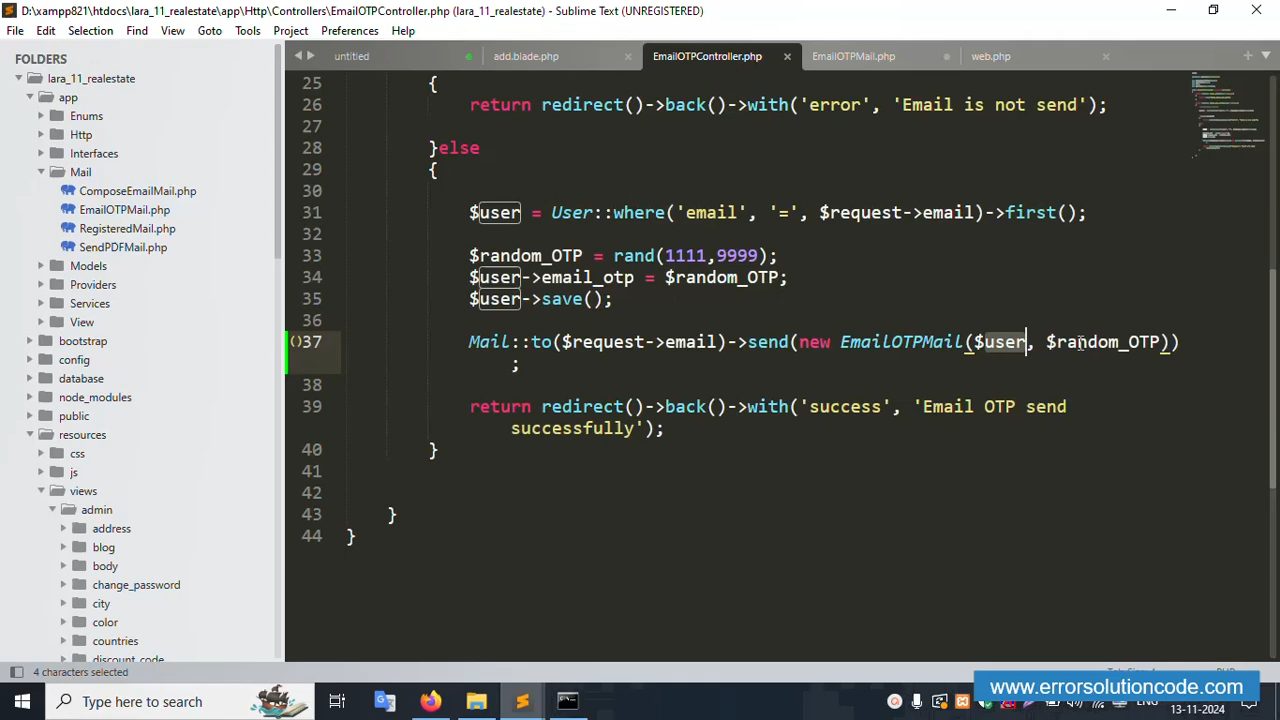 D:\xampp821\htdocs\lara_11_realestate\app\Http\Controllers\EmailOTPController.php (lara_11_realestate) - Sublime Text (UNREGISTERED)
File Edit Selection Find View Goto Tools Project Preferences Help
FOLDERS
lara_11_realestate
app
Enums
Http
Interfaces
Mail
ComposeEmailMail.php
EmailOTPMail.php
RegisteredMail.php
SendPDFMail.php
Models
Providers
Services
View
bootstrap
config
database
node_modules
public
resources
css
js
views
admin
address
blog
body
change_password
city
color
countries
discount_code
untitled add.blade.php EmailOTPController.php EmailOTPMail.php web.php
25 {
26 return redirect()->back()->with('error', 'Email is not send');
27
28 }else
29 {
30
31 $user = User::where('email', '=', $request->email)->first();
32
33 $random_OTP = rand(1111,9999);
34 $user->email_otp = $random_OTP;
35 $user->save();
36
37 Mail::to($request->email)->send(new EmailOTPMail($user, $random_OTP))
;
38
39 return redirect()->back()->with('success', 'Email OTP send
successfully');
40 }
41
42
43 }
44 }
4 characters selected
Type here to search
www.errorsolutioncode.com
ENG
13-11-2024